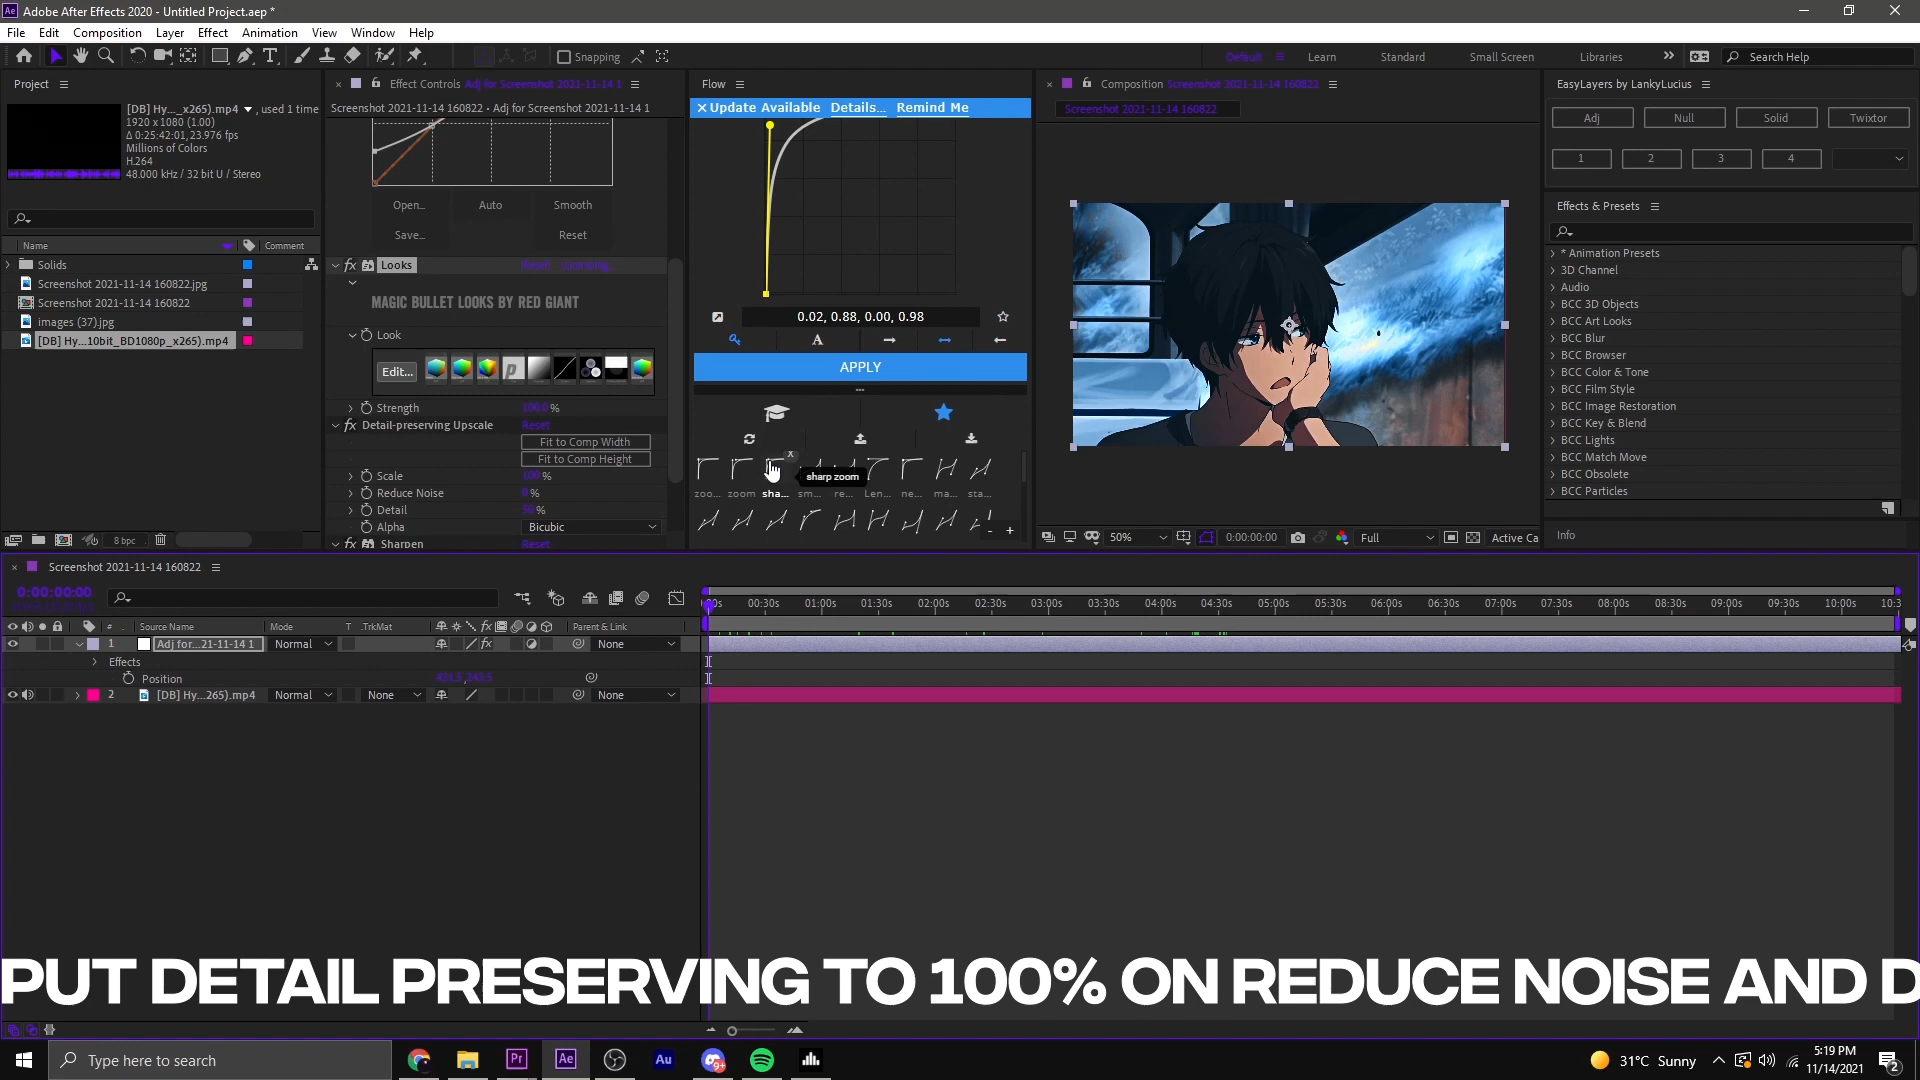 Adobe After Effects 2020 - Untitled Project.aep *
File Edit Composition Layer Effect Animation View Window Help
Snapping
Default Learn Standard Small Screen Libraries Search Help
Project
[DB] Hy..._x265).mp4 , used 1 time
1920 x 1080 (1.00)
Δ 0:25:42:01, 23.976 fps
Millions of Colors
H.264
48.000 kHz / 32 bit U / Stereo
Name Comment
Solids
Screenshot 2021-11-14 160822.jpg
Screenshot 2021-11-14 160822
images (37).jpg
[DB] Hy...10bit_BD1080p_x265).mp4
8 bpc
Effect Controls Adj for Screenshot 2021-11-14 1
Screenshot 2021-11-14 160822 • Adj for Screenshot 2021-11-14 1
Open... Auto Smooth
Save... Reset
Looks Reset
MAGIC BULLET LOOKS BY RED GIANT
Look
Edit...
Strength 100.0 %
Detail-preserving Upscale Reset
Fit to Comp Width
Fit to Comp Height
Scale 100 %
Reduce Noise 0 %
Detail 50 %
Alpha Bicubic
Sharpen Reset
Flow
X Update Available Details... Remind Me
0.02, 0.88, 0.00, 0.98
A
APPLY
X
sharp zoom
zoo... zoom sha... sm... re... Len... ne... ma... sta...
- +
Composition Screenshot 2021-11-14 160822
Screenshot 2021-11-14 160822
50% 0:00:00:00 Full Active Ca
EasyLayers by LankyLucius
Adj Null Solid Twixtor
1 2 3 4
Effects & Presets
* Animation Presets
3D Channel
Audio
BCC 3D Objects
BCC Art Looks
BCC Blur
BCC Browser
BCC Color & Tone
BCC Film Style
BCC Image Restoration
BCC Key & Blend
BCC Lights
BCC Match Move
BCC Obsolete
BCC Particles
Info
Screenshot 2021-11-14 160822
0:00:00:00
00s 00:30s 01:00s 01:30s 02:00s 02:30s 03:00s 03:30s 04:00s 04:30s 05:00s 05:30s 06:00s 06:30s 07:00s 07:30s 08:00s 08:30s 09:00s 09:30s 10:00s 10:3
# Source Name Mode T .TrkMat Parent & Link
1 Adj for...21-11-14 1 Normal None
Effects
Position 431.5,243.5
2 [DB] Hy...265).mp4 Normal None None
PUT DETAIL PRESERVING TO 100% ON REDUCE NOISE AND D
Type here to search
Pr Ae Au 9+
31°C Sunny
5:19 PM
11/14/2021
2